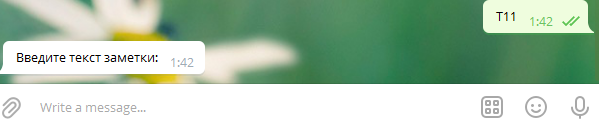 T11 1:42
Введите текст заметки: 1:42
Write a message...